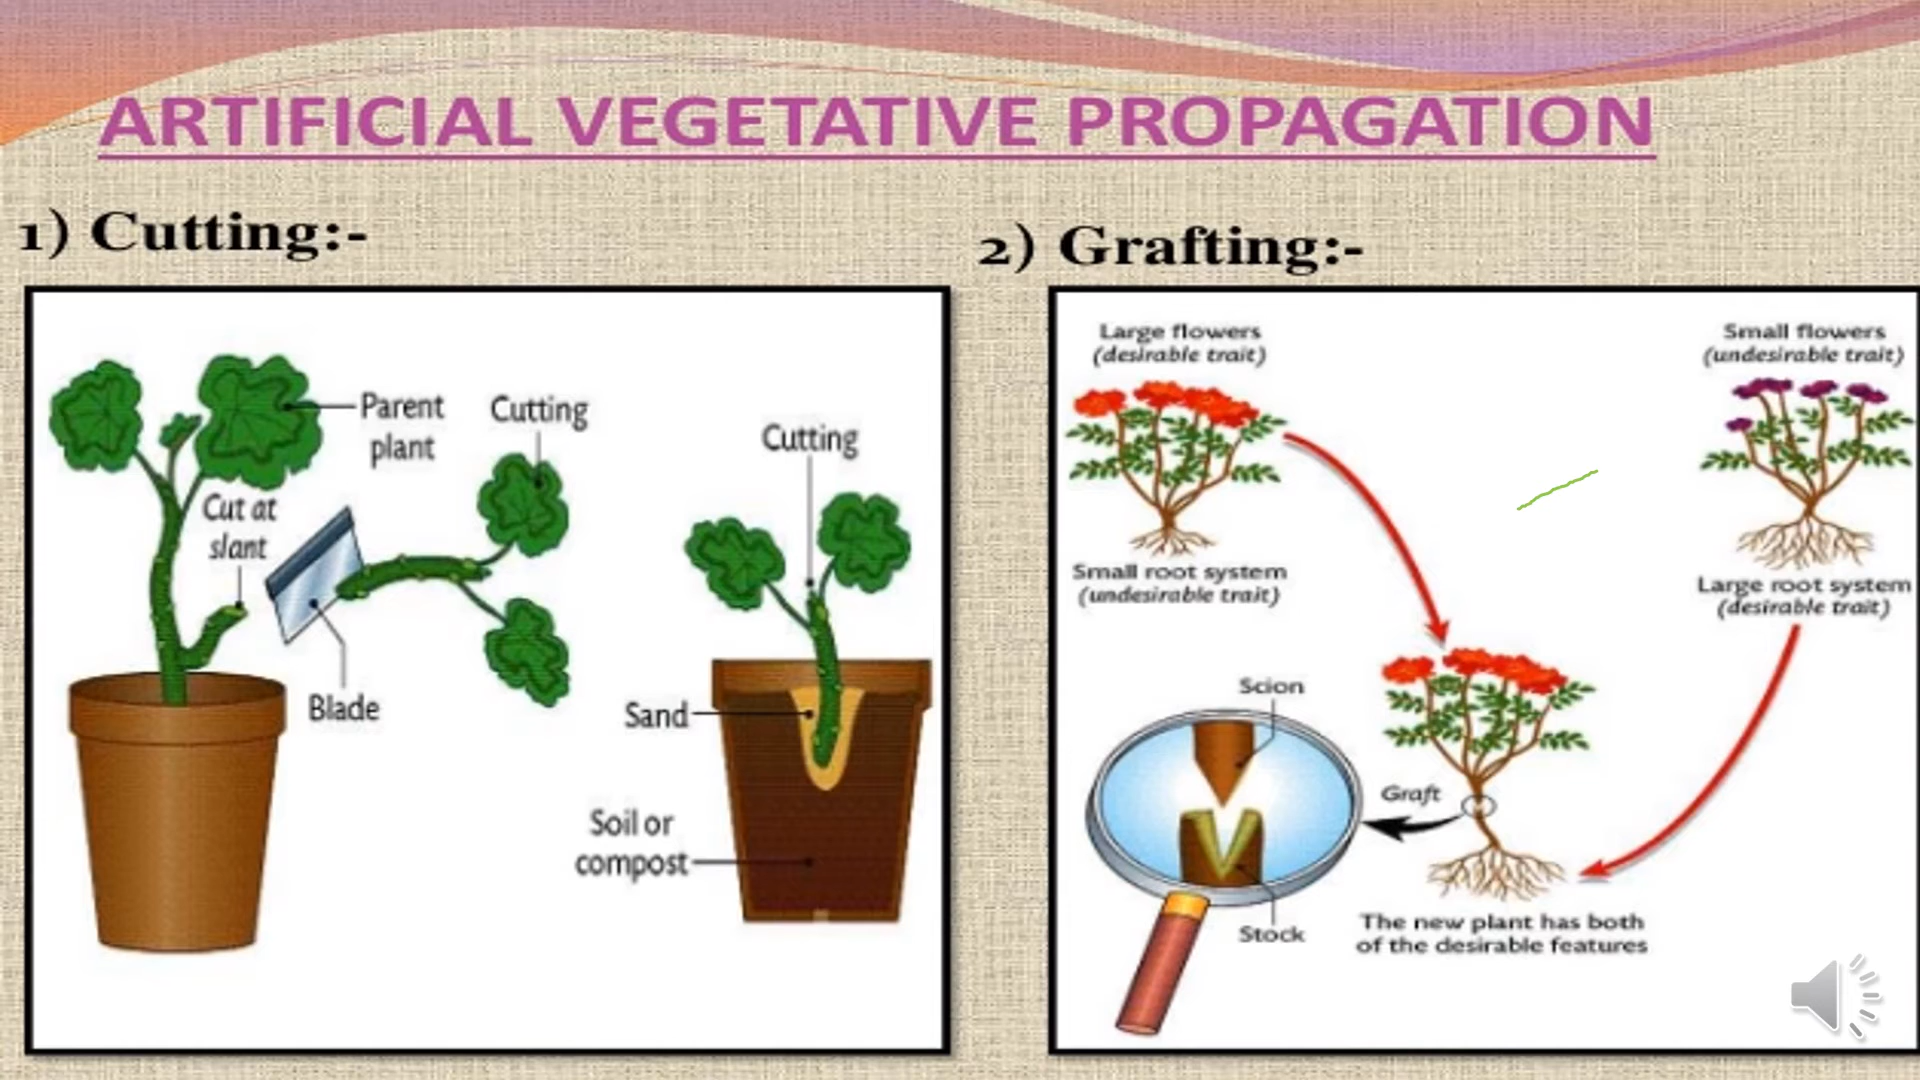 ARTIFICIAL VEGETATIVE PROPAGATION
1) Cutting:-
Parent
plant
Cutting
Cut at
slant
Blade
Cutting
Sand
Soil or
compost
2) Grafting:-
Large flowers
(desirable trait)
Small flowers
(undesirable trait)
Small root system
(undesirable trait)
Large root system
(desirable trait)
Scion
Graft
Stock
The new plant has both
of the desirable features